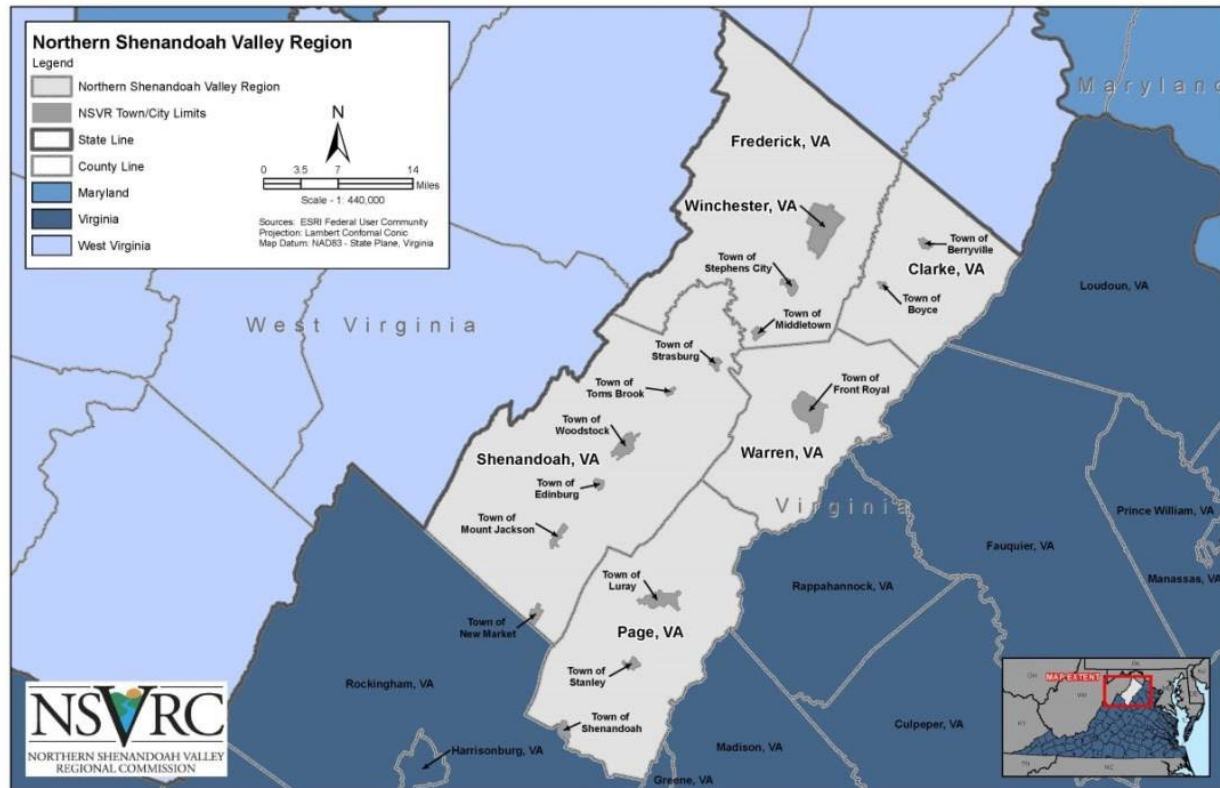 Northern Shenandoah Valley Region
Legend
Northern Shenandoah Valley Region
NSVR Town/City Limits
State Line
County Line
Maryland
Virginia
West Virginia
N
0 3.5 7 14
Miles
Scale - 1: 440,000
Sources: ESRI Federal User Community
Projection: Lambert Confomal Conic
Map Datum: NAD83 - State Plane, Virginia
Maryland
Frederick, VA
Winchester, VA
Town of
Berryville
Town of
Stephens City
Clarke, VA
Loudoun, VA
Town of
Boyce
West Virginia
Town of
Middletown
Town of
Strasburg
Town of
Toms Brook
Town of
Front Royal
Town of
Woodstock
Shenandoah, VA
Warren, VA
Town of
Edinburg
Virginia
Prince William, VA
Town of
Mount Jackson
Fauquier, VA
Manassas, VA
Town of
Luray
Rappahannock, VA
Town of
New Market
Page, VA
Town of
Stanley
Rockingham, VA
Culpeper, VA
Town of
Shenandoah
Harrisonburg, VA
Madison, VA
Greene, VA
NSVRC
NORTHERN SHENANDOAH VALLEY
REGIONAL COMMISSION
MAP EXTENT